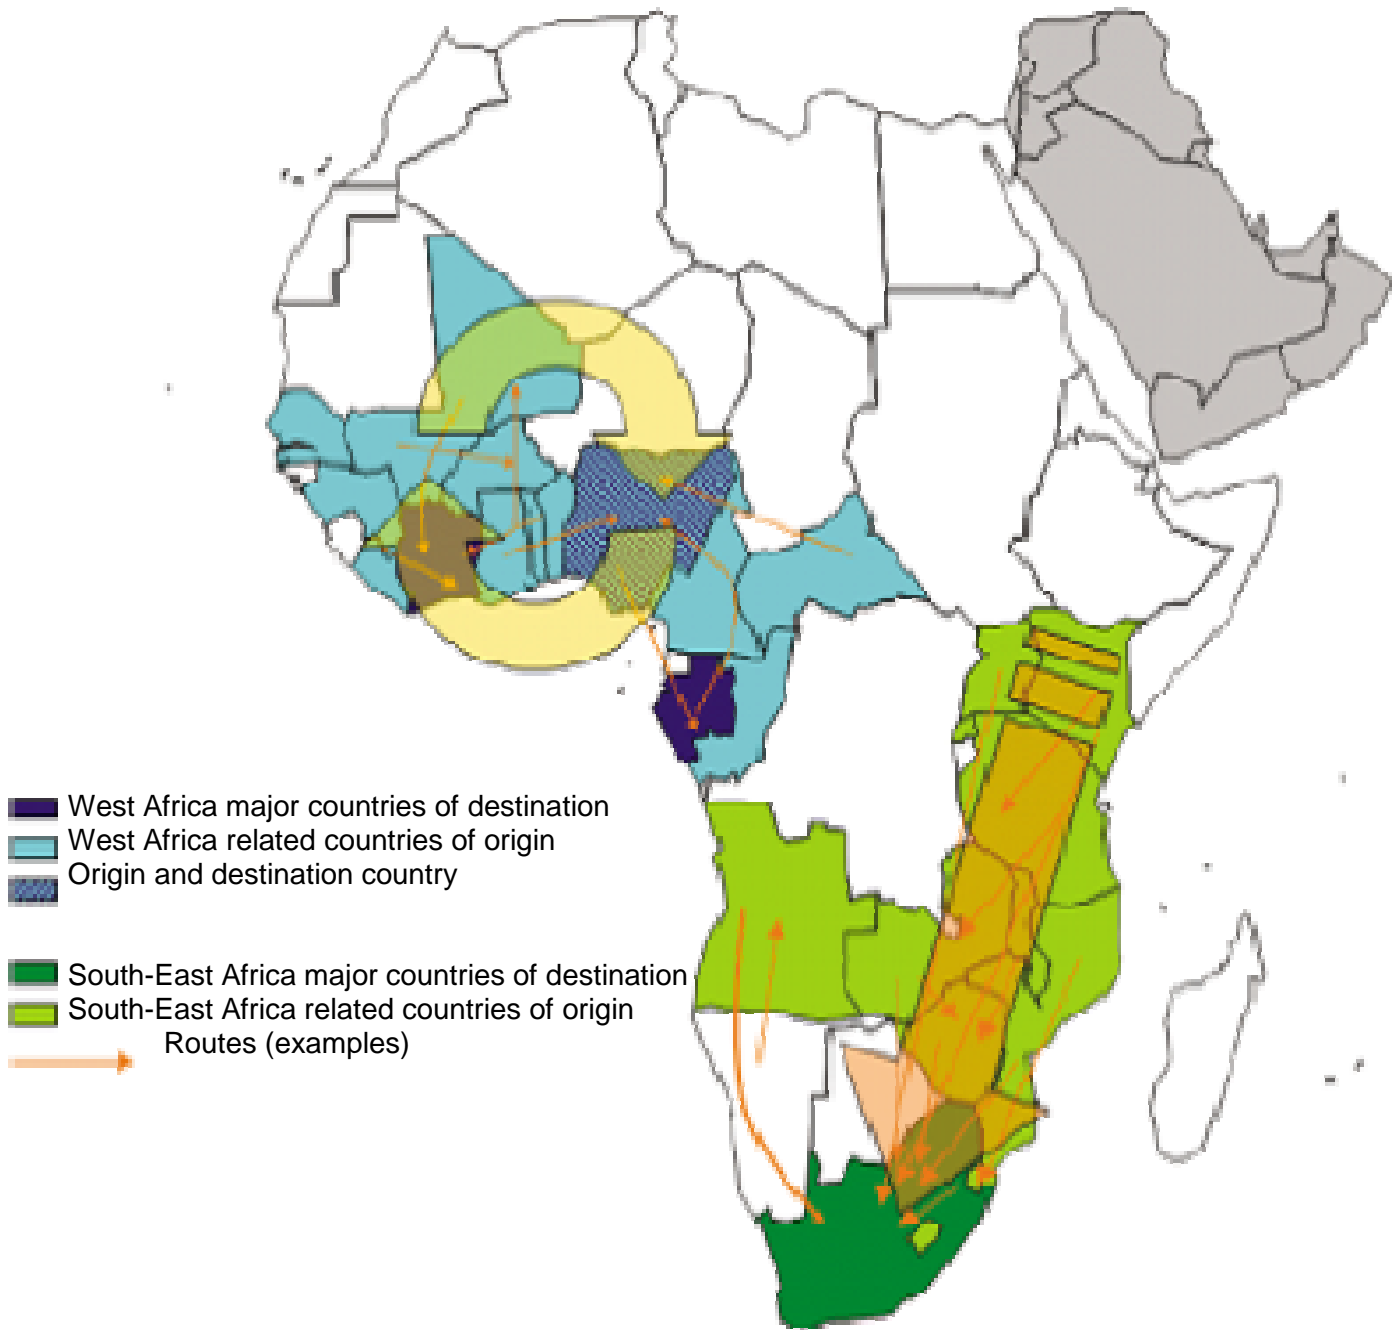 West Africa major countries of destination
West Africa related countries of origin
Origin and destination country
South-East Africa major countries of destination
South-East Africa related countries of origin
Routes (examples)